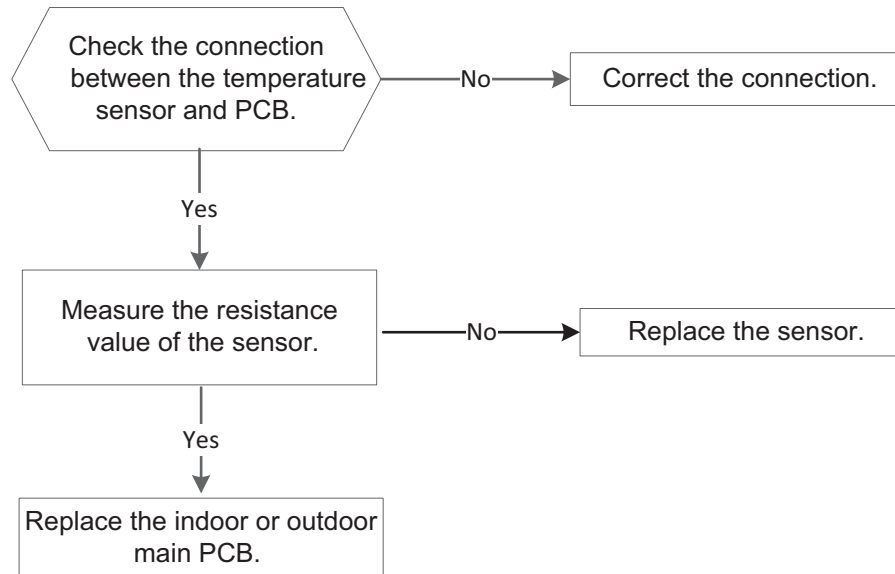 Check the connection
between the temperature
sensor and PCB.
No
Correct the connection.
Yes
Measure the resistance
value of the sensor.
No
Replace the sensor.
Yes
Replace the indoor or outdoor
main PCB.